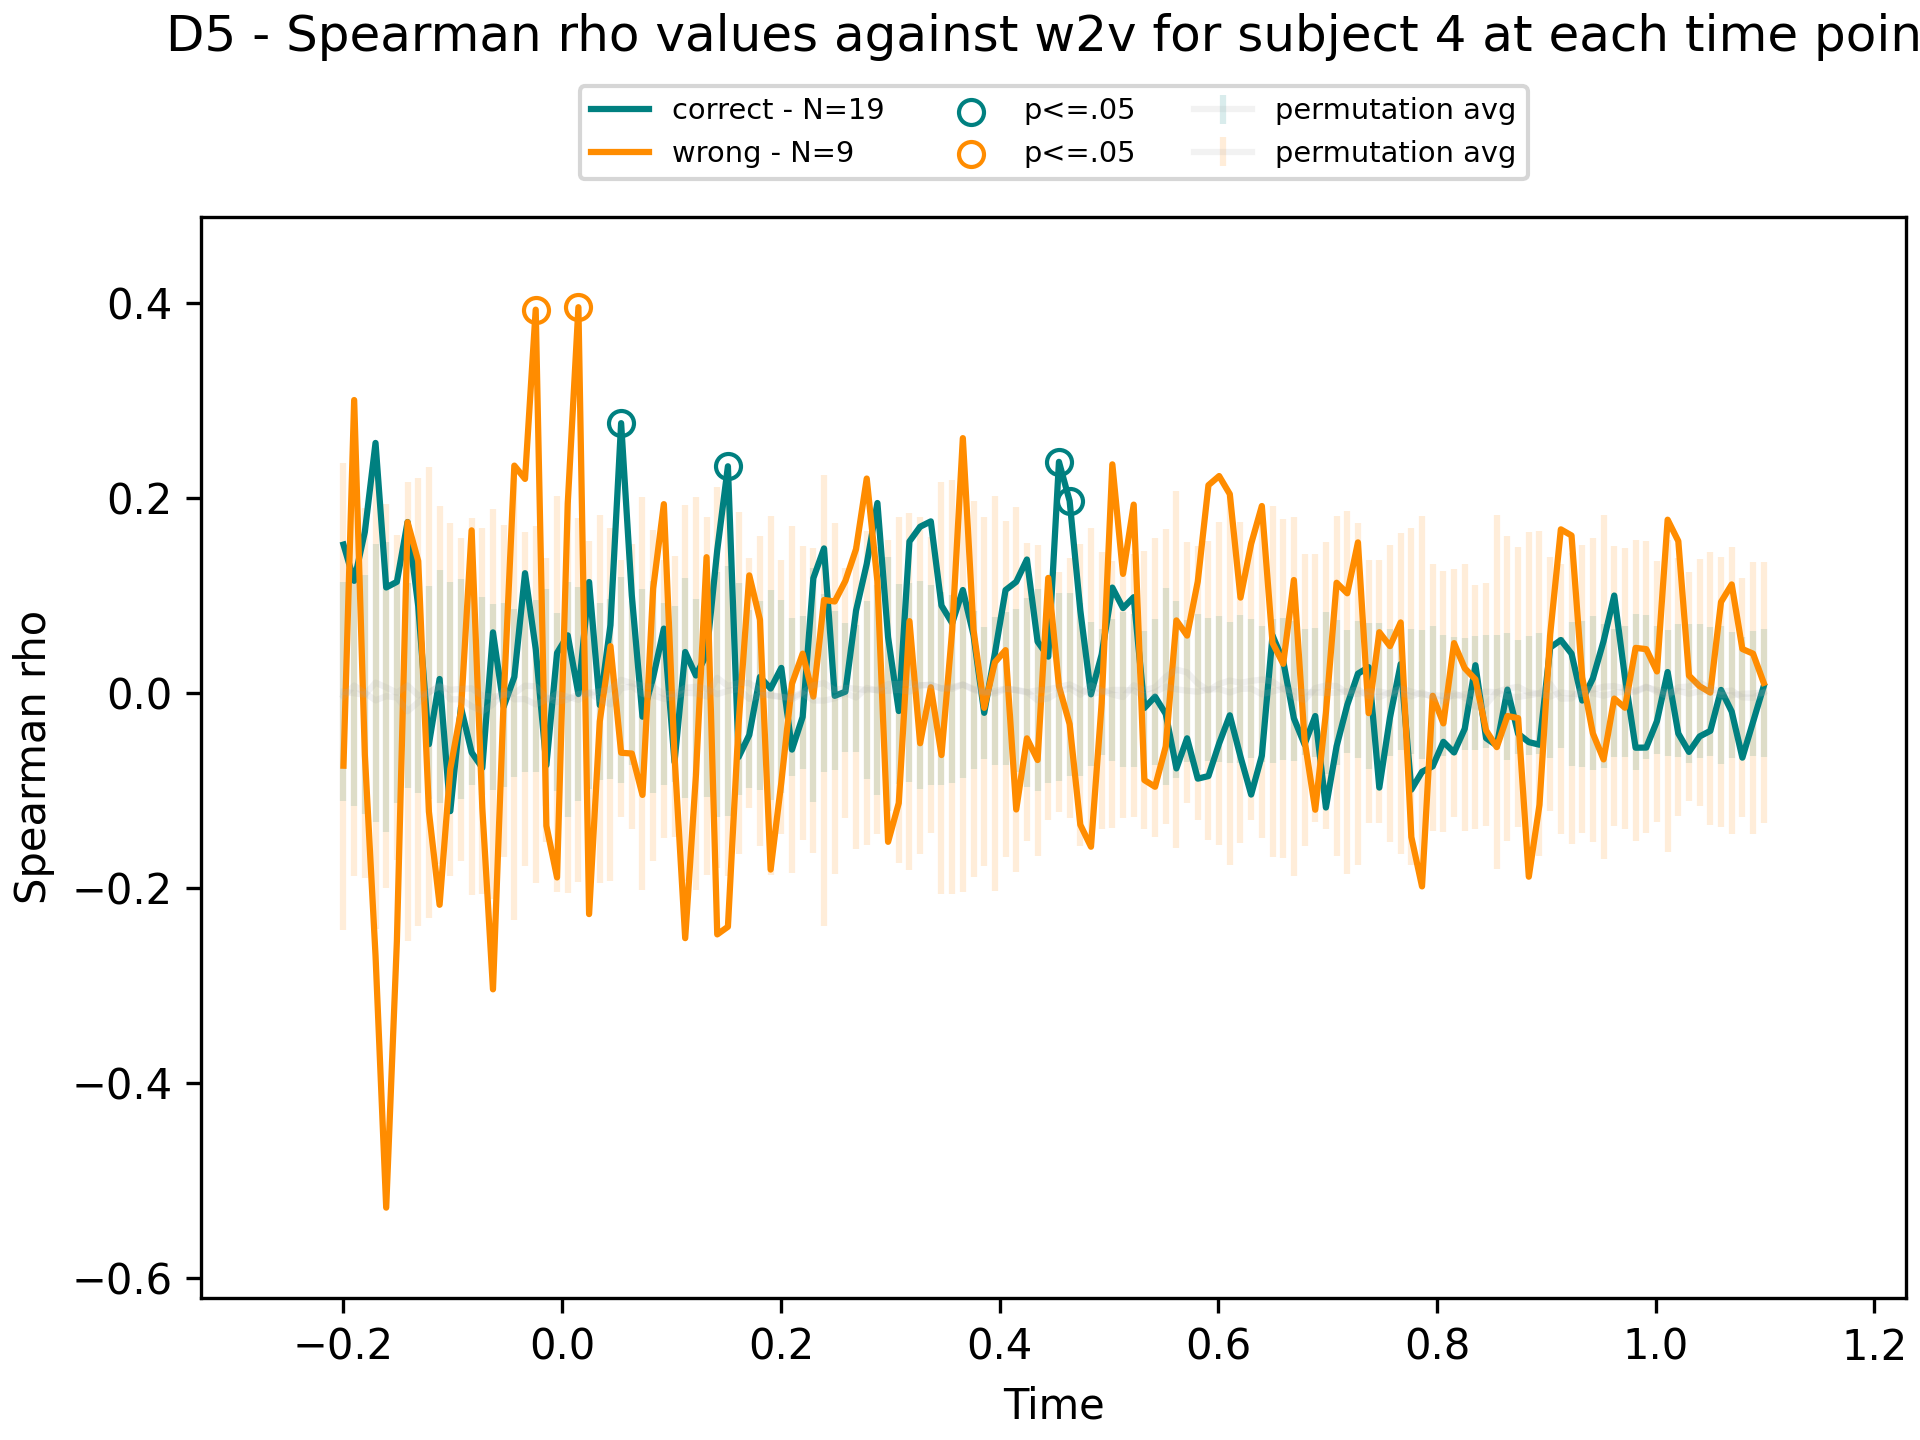 D5 - Spearman rho values against w2v for subject 4 at each time poin
correct - N=19
wrong - N=9
p<=.05
p<=.05
permutation avg
permutation avg
Spearman rho
0.4
0.2
0.0
−0.2
−0.4
−0.6
−0.2 0.0 0.2 0.4 0.6 0.8 1.0 1.2
Time